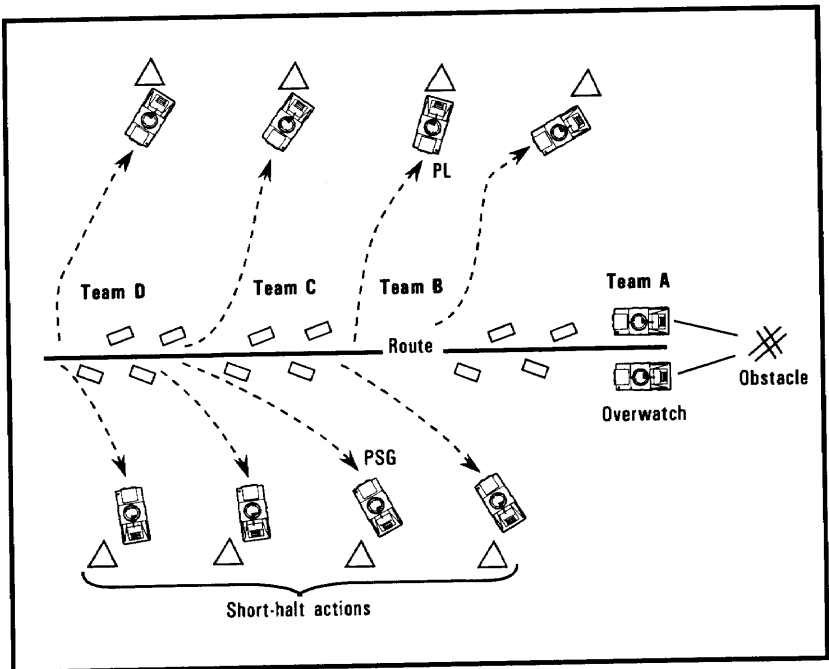 PL
Team D
Team C
Team B
Team A
Route
Obstacle
Overwatch
PSG
Short-halt actions